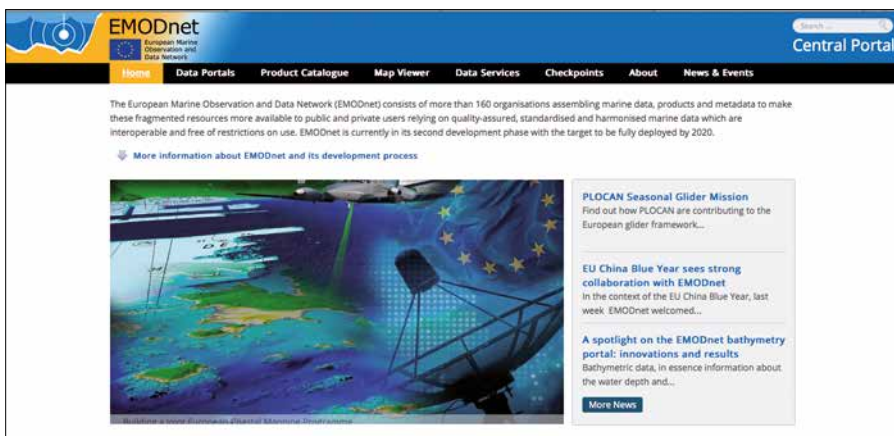 EMODnet
European Marine
Observation and
Data Network
Search ...
Central Portal
Home Data Portals Product Catalogue Map Viewer Data Services Checkpoints About News & Events
The European Marine Observation and Data Network (EMODnet) consists of more than 160 organisations assembling marine data, products and metadata to make
these fragmented resources more available to public and private users relying on quality-assured, standardised and harmonised marine data which are
interoperable and free of restrictions on use. EMODnet is currently in its second development phase with the target to be fully deployed by 2020.
More information about EMODnet and its development process
PLOCAN Seasonal Glider Mission
Find out how PLOCAN are contributing to the
European glider framework...
EU China Blue Year sees strong
collaboration with EMODnet
In the context of the EU China Blue Year, last
week EMODnet welcomed...
A spotlight on the EMODnet bathymetry
portal: innovations and results
Bathymetric data, in essence information about
the water depth and...
More News